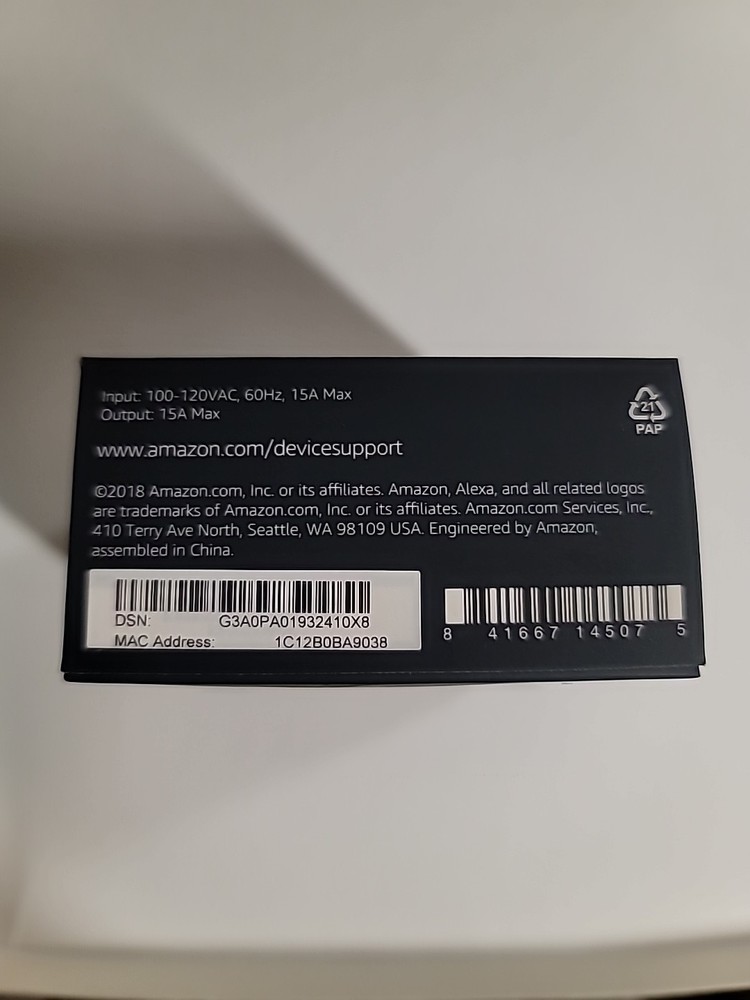 Input: 100-120VAC, 60Hz, 15A Max
Output: 15A Max
21
PAP
www.amazon.com/devicesupport
©2018 Amazon.com, Inc. or its affiliates. Amazon, Alexa, and all related logos
are trademarks of Amazon.com, Inc. or its affiliates. Amazon.com Services, Inc.,
410 Terry Ave North, Seattle, WA 98109 USA. Engineered by Amazon,
assembled in China.
DSN: G3A0PA01932410X8
MAC Address: 1C12B0BA9038
8 41667 14507 5